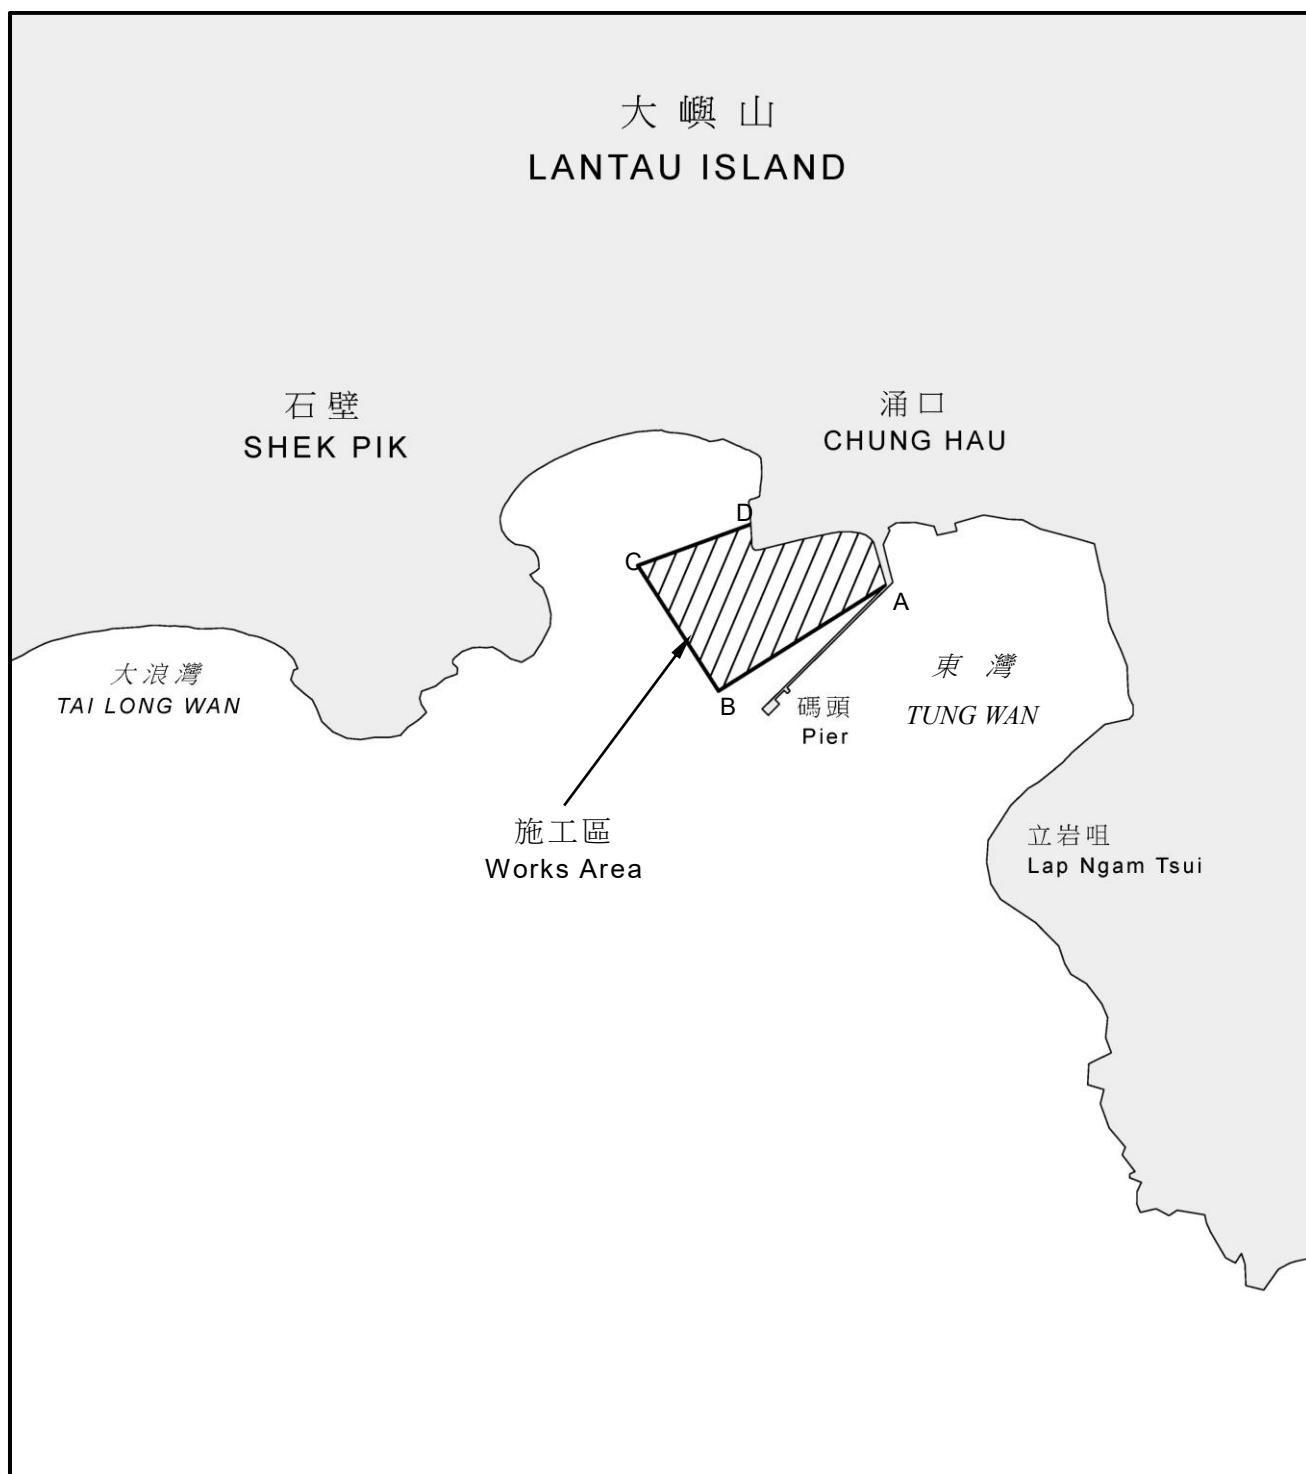 大嶼山
LANTAU ISLAND
石壁
SHEK PIK
涌口
CHUNG HAU
D
C
A
B
大浪灣
TAI LONG WAN
東灣
TUNG WAN
碼頭
Pier
施工區
Works Area
立岩咀
Lap Ngam Tsui